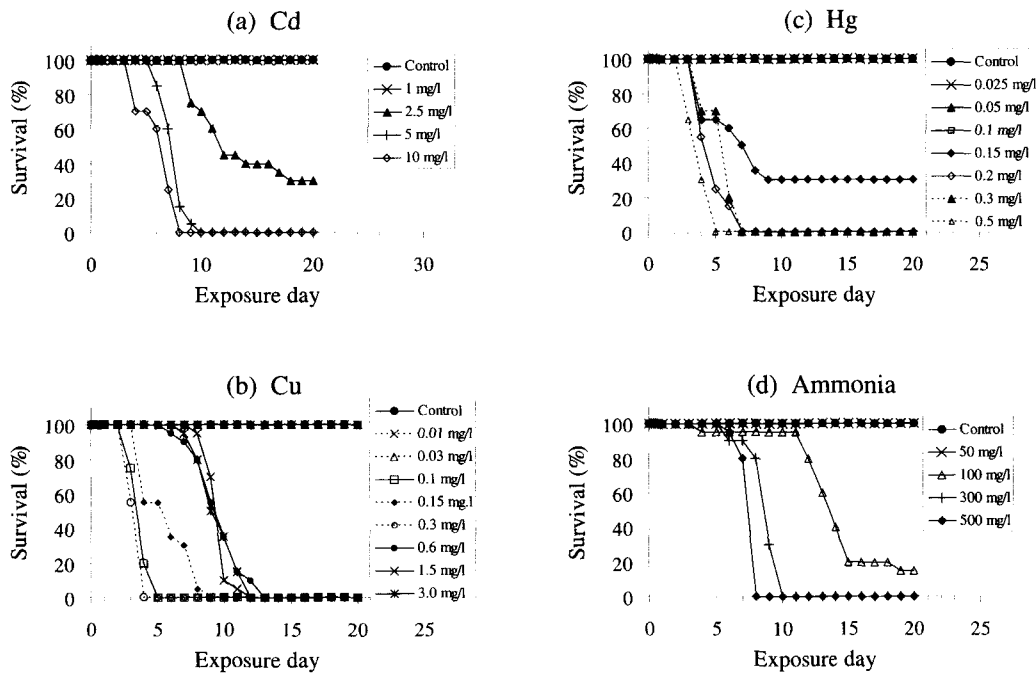 (a) Cd
Survival (%)
100
80
60
40
20
0
0 10 20 30
Exposure day
Control
1 mg/l
2.5 mg/l
5 mg/l
10 mg/l
(c) Hg
Survival (%)
100
80
60
40
20
0
0 5 10 15 20 25
Exposure day
Control
0.025 mg/l
0.05 mg/l
0.1 mg/l
0.15 mg/l
0.2 mg/l
0.3 mg/l
0.5 mg/l
(b) Cu
Survival (%)
100
80
60
40
20
0
0 5 10 15 20 25
Exposure day
Control
0.01 mg/l
0.03 mg/l
0.1 mg/l
0.15 mg.l
0.3 mg/l
0.6 mg/l
1.5 mg/l
3.0 mg/l
(d) Ammonia
Survival (%)
100
80
60
40
20
0
0 5 10 15 20 25
Exposure day
Control
50 mg/l
100 mg/l
300 mg/l
500 mg/l